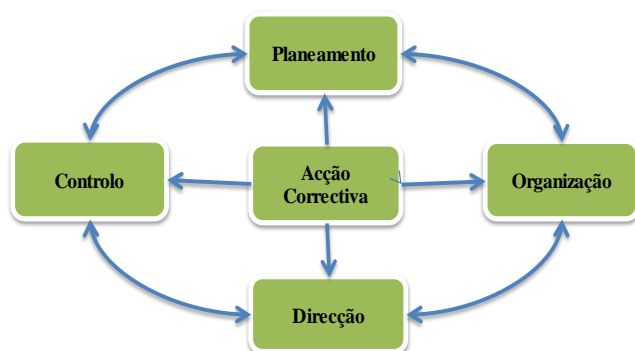 Planeamento
Controlo
Acção
Correctiva
Organização
Direcção